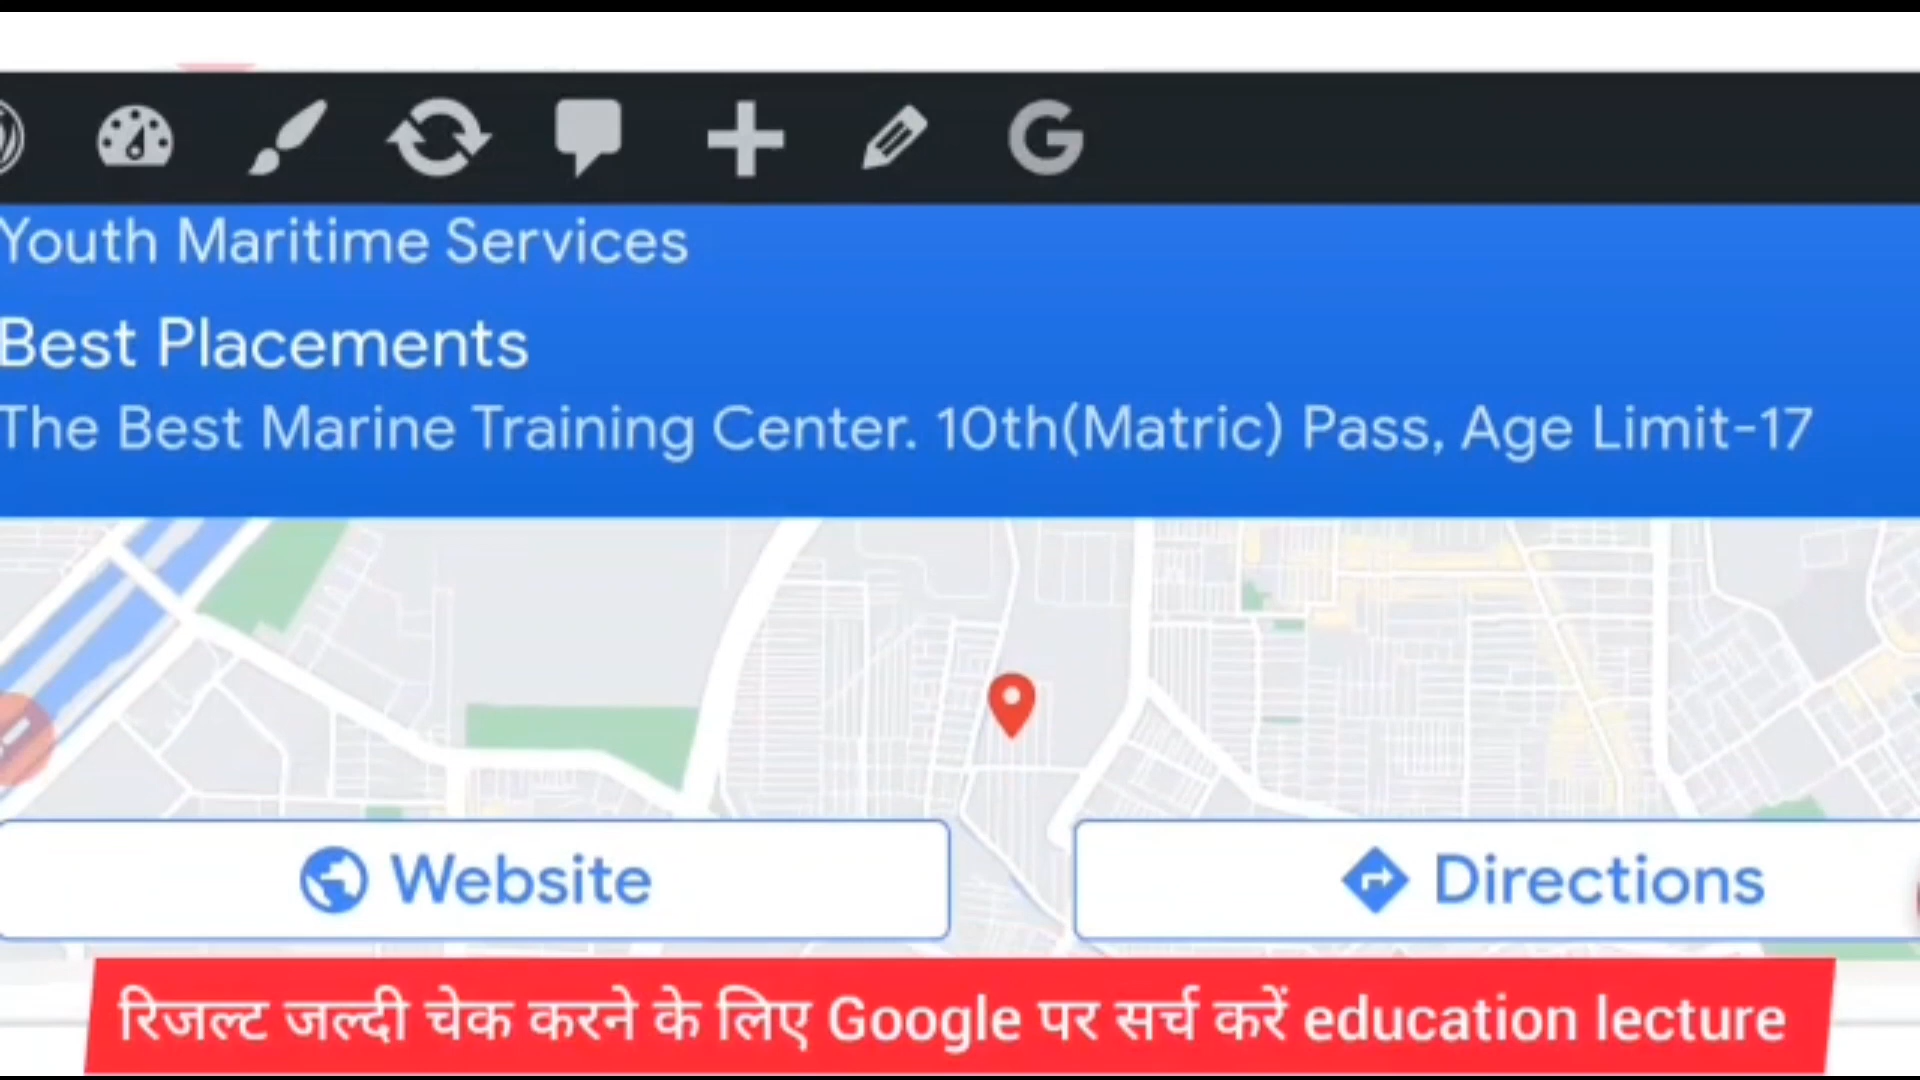 Youth Maritime Services
Best Placements
The Best Marine Training Center. 10th(Matric) Pass, Age Limit-17
Website
Directions
रिजल्ट जल्दी चेक करने के लिए Google पर सर्च करें education lecture